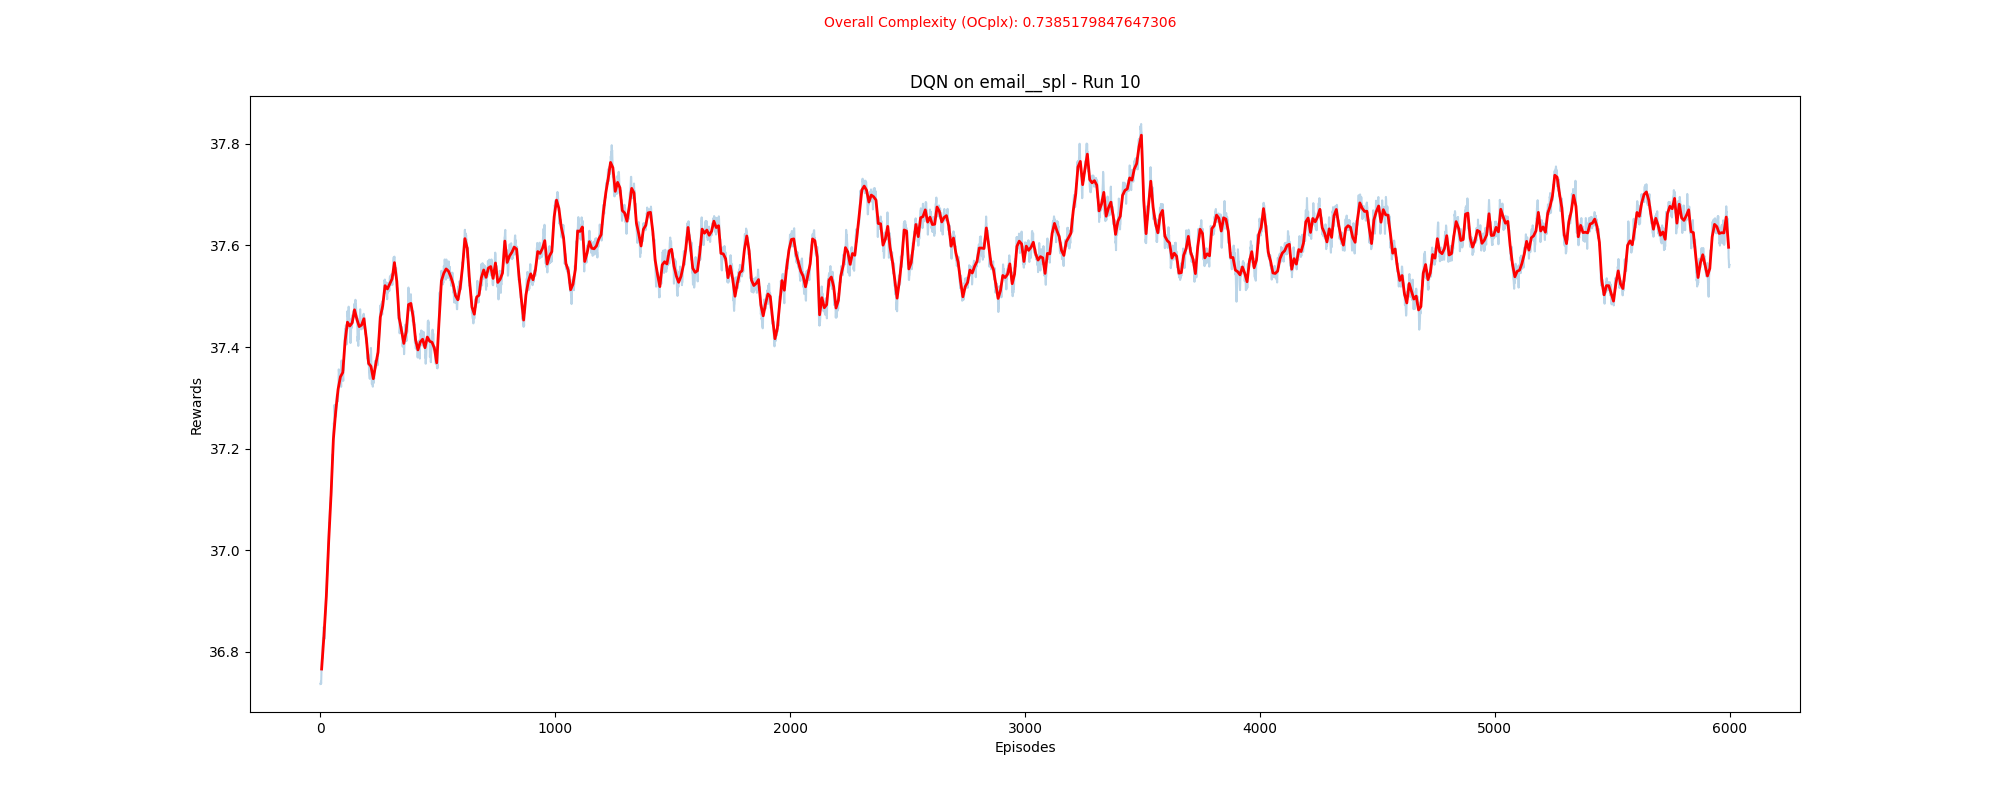 Overall Complexity (OCplx): 0.7385179847647306
DQN on email__spl - Run 10
37.8
37.6
37.4
37.2
37.0
36.8
Rewards
0 1000 2000 3000 4000 5000 6000
Episodes